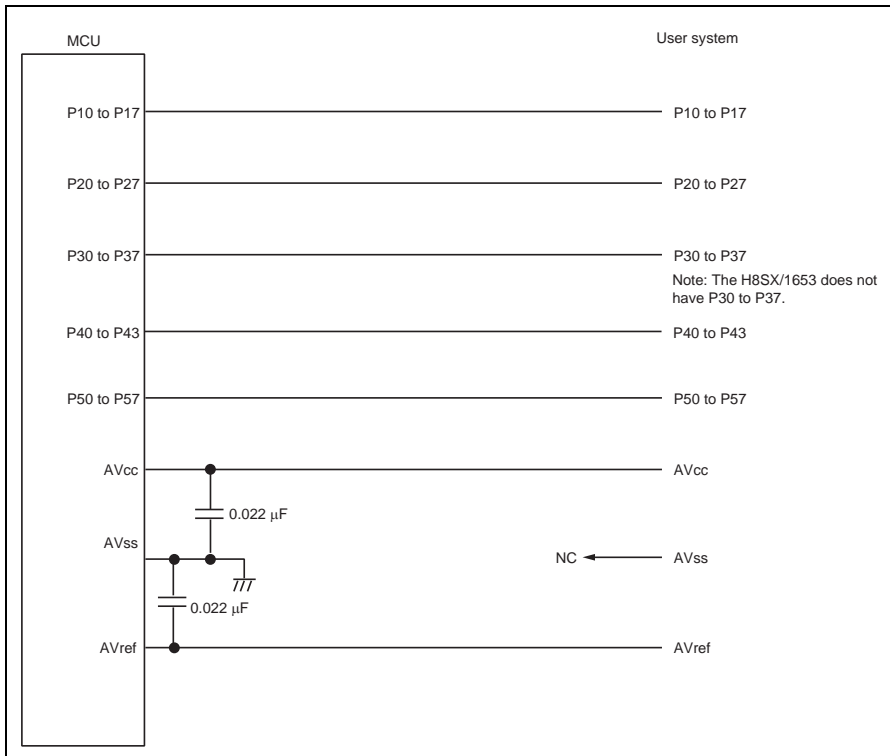 MCU
User system
P10 to P17
P10 to P17
P20 to P27
P20 to P27
P30 to P37
P30 to P37
Note: The H8SX/1653 does not
have P30 to P37.
P40 to P43
P40 to P43
P50 to P57
P50 to P57
AVcc
AVcc
0.022 μF
AVss
NC
AVss
0.022 μF
AVref
AVref